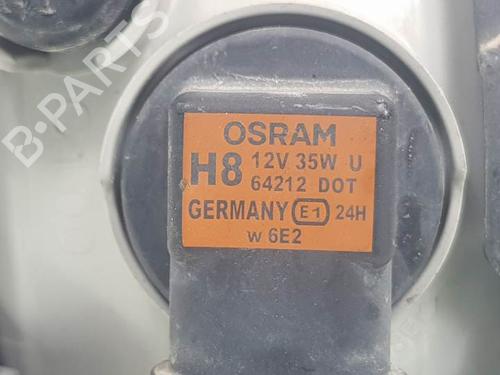 B-PARTS
OSRAM
H8 12V 35W U
64212 DOT
GERMANY E1 24H
w 6E2